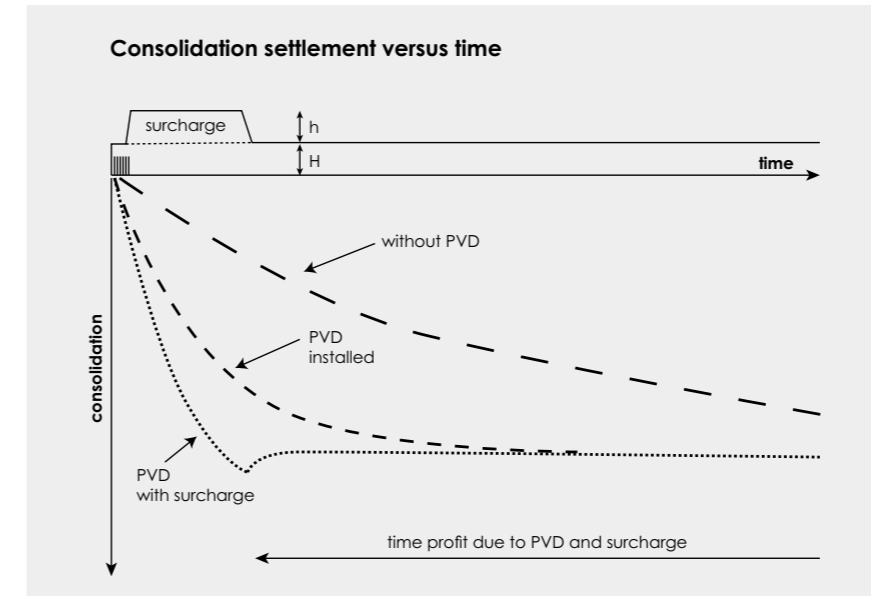 Consolidation settlement versus time
surcharge
h
H
time
without PVD
PVD
installed
consolidation
PVD
with surcharge
time profit due to PVD and surcharge